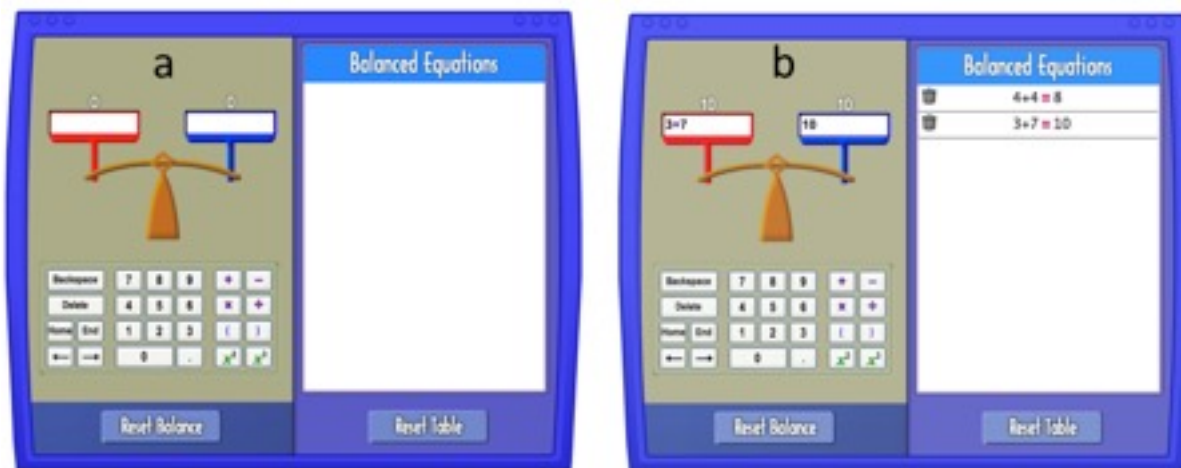 a
Balanced Equations
0 0
Backspace 7 8 9 + −
Delete 4 5 6 × ÷
Home End 1 2 3 ( )
← → 0 . x² x³
Reset Balance Reset Table
b
Balanced Equations
10 10
3+7 10
4+4 = 8
3+7 = 10
Backspace 7 8 9 + −
Delete 4 5 6 × ÷
Home End 1 2 3 ( )
← → 0 .
Reset Balance Reset Table